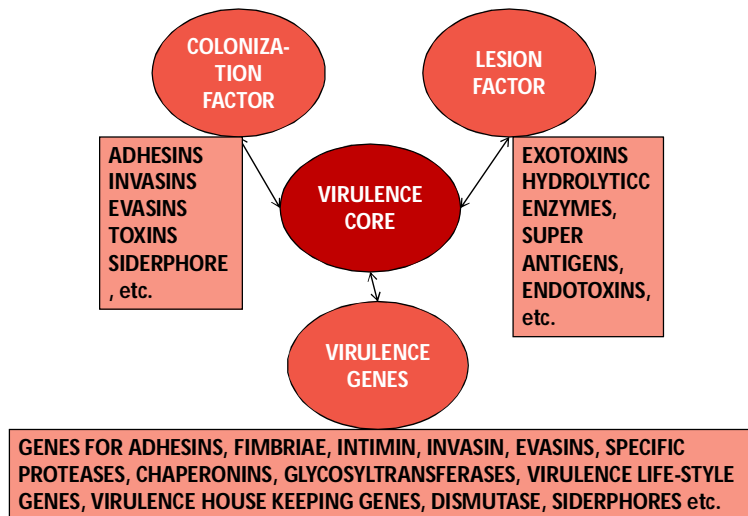 COLONIZA-
TION
FACTOR
LESION
FACTOR
ADHESINS
INVASINS
EVASINS
TOXINS
SIDERPHORE
, etc.
VIRULENCE
CORE
EXOTOXINS
HYDROLYTICC
ENZYMES,
SUPER
ANTIGENS,
ENDOTOXINS,
etc.
VIRULENCE
GENES
GENES FOR ADHESINS, FIMBRIAE, INTIMIN, INVASIN, EVASINS, SPECIFIC
PROTEASES, CHAPERONINS, GLYCOSYLTRANSFERASES, VIRULENCE LIFE-STYLE
GENES, VIRULENCE HOUSE KEEPING GENES, DISMUTASE, SIDERPHORES etc.